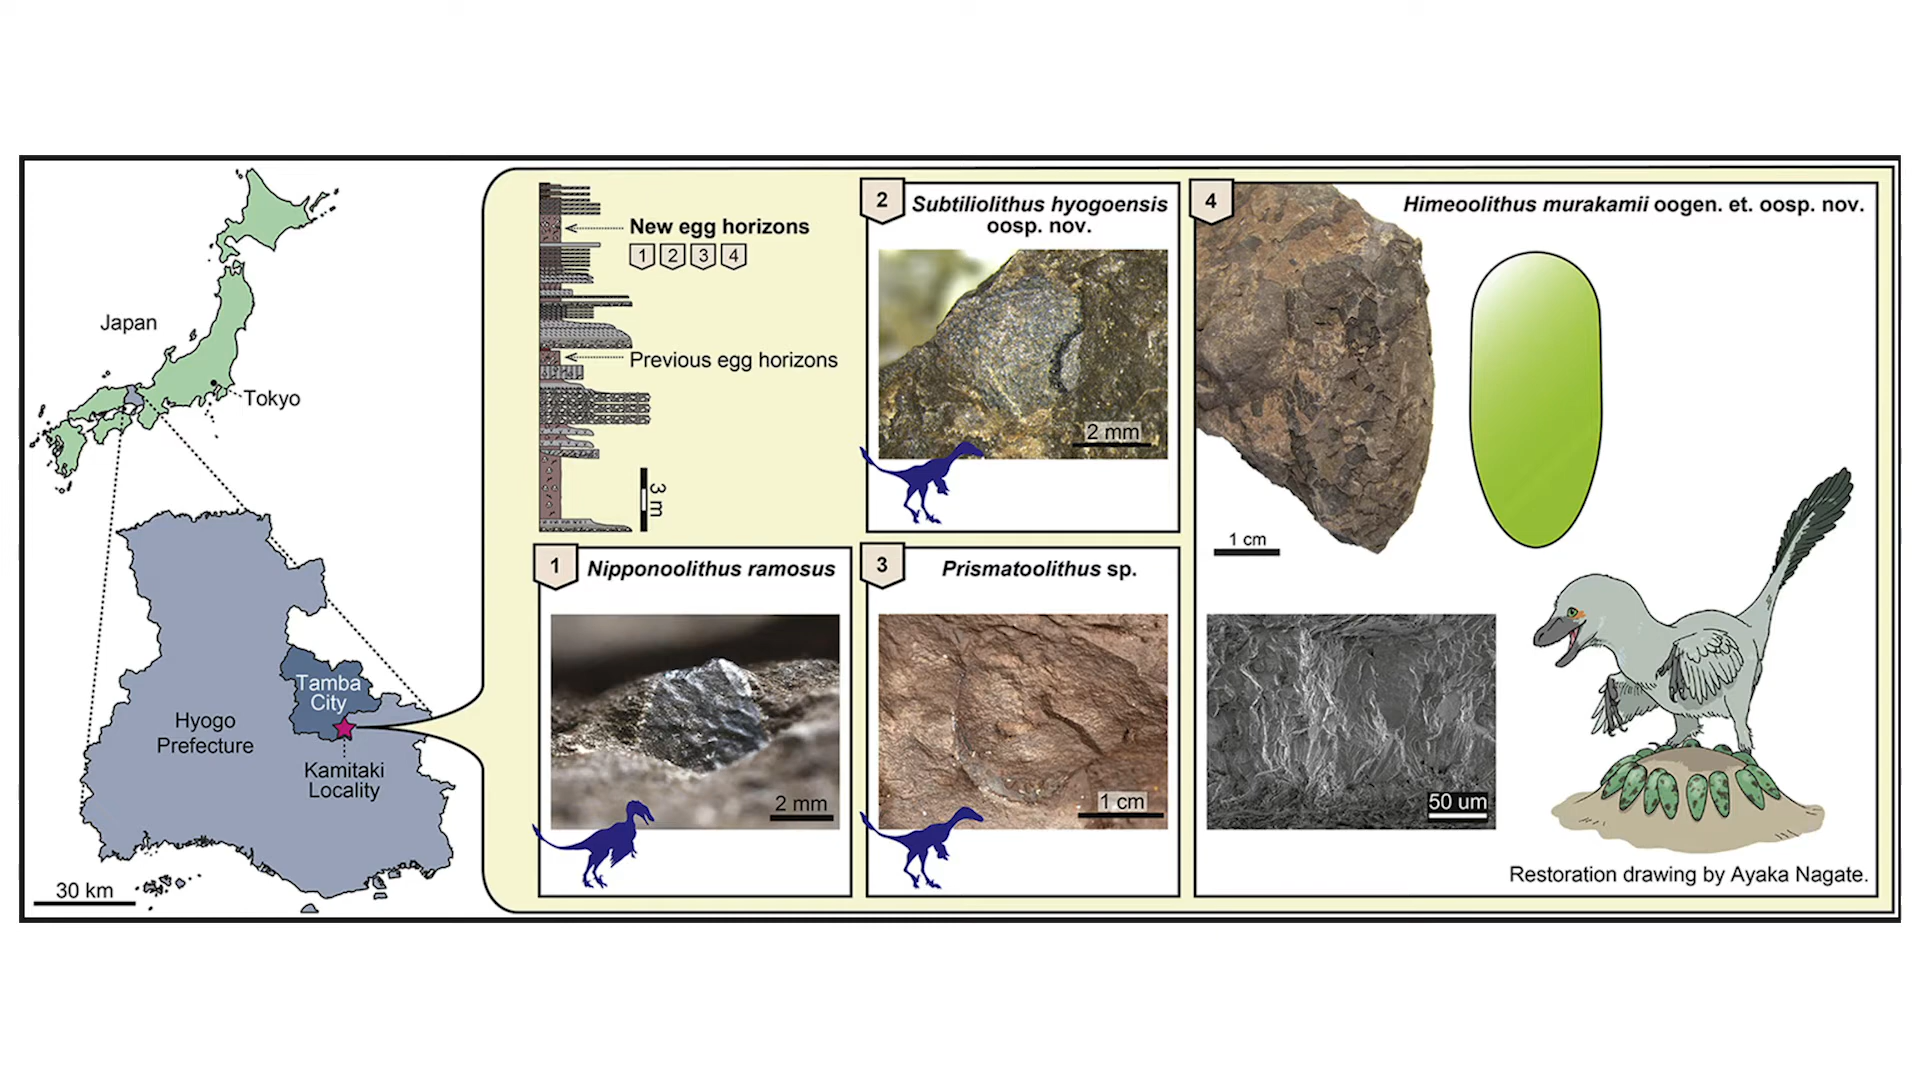 Japan
Tokyo
Hyogo
Prefecture
Tamba
City
Kamitaki
Locality
30 km
New egg horizons
1 2 3 4
Previous egg horizons
3 m
1
Nipponoolithus ramosus
2 mm
2
Subtiliolithus hyogoensis
oosp. nov.
2 mm
3
Prismatoolithus sp.
1 cm
4
Himeoolithus murakamii oogen. et. oosp. nov.
1 cm
50 um
Restoration drawing by Ayaka Nagate.